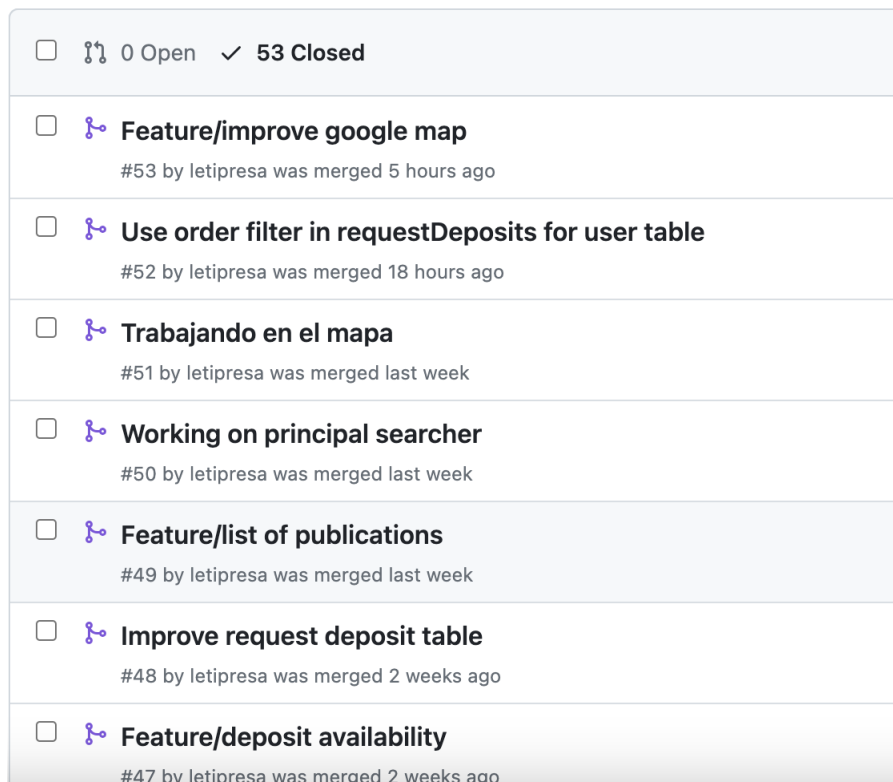 0 Open 53 Closed
Feature/improve google map
#53 by letipresa was merged 5 hours ago
Use order filter in requestDeposits for user table
#52 by letipresa was merged 18 hours ago
Trabajando en el mapa
#51 by letipresa was merged last week
Working on principal searcher
#50 by letipresa was merged last week
Feature/list of publications
#49 by letipresa was merged last week
Improve request deposit table
#48 by letipresa was merged 2 weeks ago
Feature/deposit availability
#47 by letipresa was merged 2 weeks ago